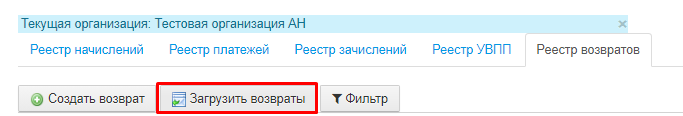 Текущая организация: Тестовая организация АН ×
Реестр начислений Реестр платежей Реестр зачислений Реестр УВПП Реестр возвратов
Создать возврат Загрузить возвраты Фильтр